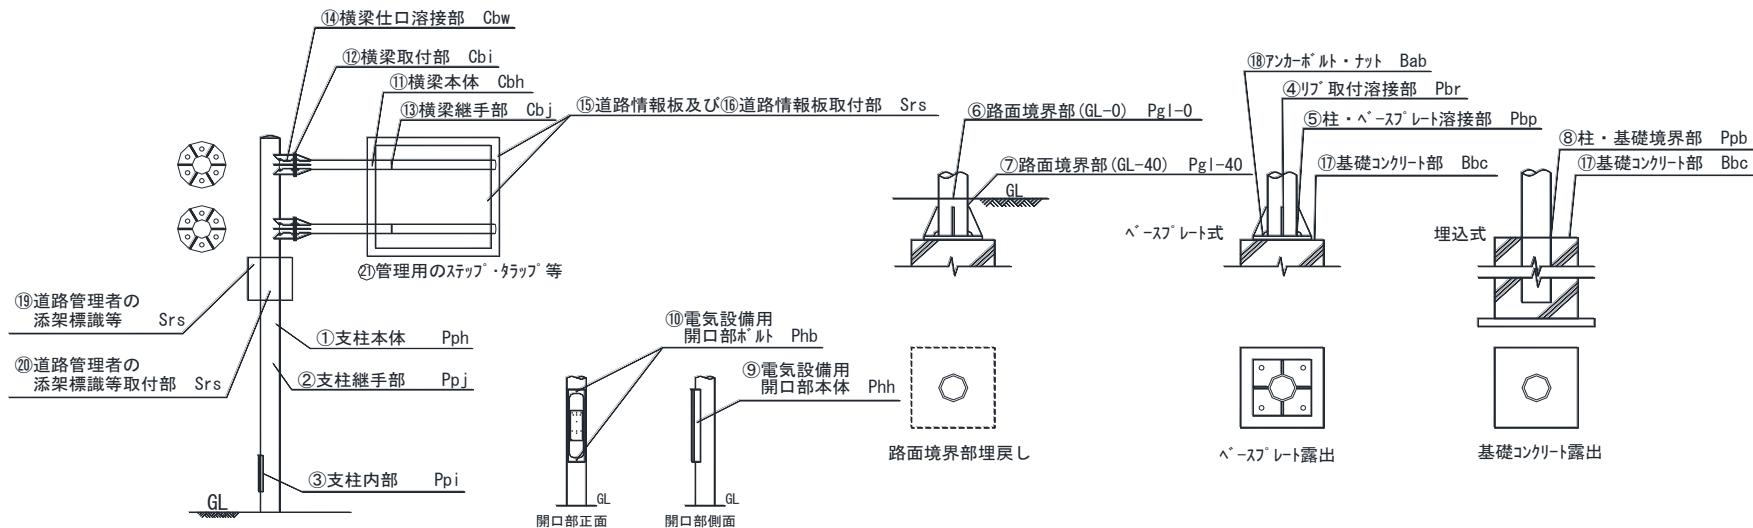 ⑭横梁仕口溶接部 Cbw
⑫横梁取付部 Cbi
⑪横梁本体 Cbh
⑬横梁継手部 Cbj
⑮道路情報板及び⑯道路情報板取付部 Srs
㉑管理用のｽﾃｯﾌﾟ・ﾀﾗｯﾌﾟ等
⑲道路管理者の
添架標識等 Srs
⑳道路管理者の
添架標識等取付部 Srs
①支柱本体 Pph
②支柱継手部 Ppj
③支柱内部 Ppi
GL
⑩電気設備用
開口部ﾎﾞﾙﾄ Phb
⑨電気設備用
開口部本体 Phh
GL
GL
開口部正面
開口部側面
⑥路面境界部(GL-0) Pgl-0
⑦路面境界部(GL-40) Pgl-40
GL
路面境界部埋戻し
⑱ｱﾝｶｰﾎﾞﾙﾄ・ﾅｯﾄ Bab
④ﾘﾌﾞ取付溶接部 Pbr
⑤柱・ﾍﾞｰｽﾌﾟﾚｰﾄ溶接部 Pbp
⑰基礎ｺﾝｸﾘｰﾄ部 Bbc
ﾍﾞｰｽﾌﾟﾚｰﾄ式
ﾍﾞｰｽﾌﾟﾚｰﾄ露出
⑧柱・基礎境界部 Ppb
⑰基礎ｺﾝｸﾘｰﾄ部 Bbc
埋込式
基礎ｺﾝｸﾘｰﾄ露出